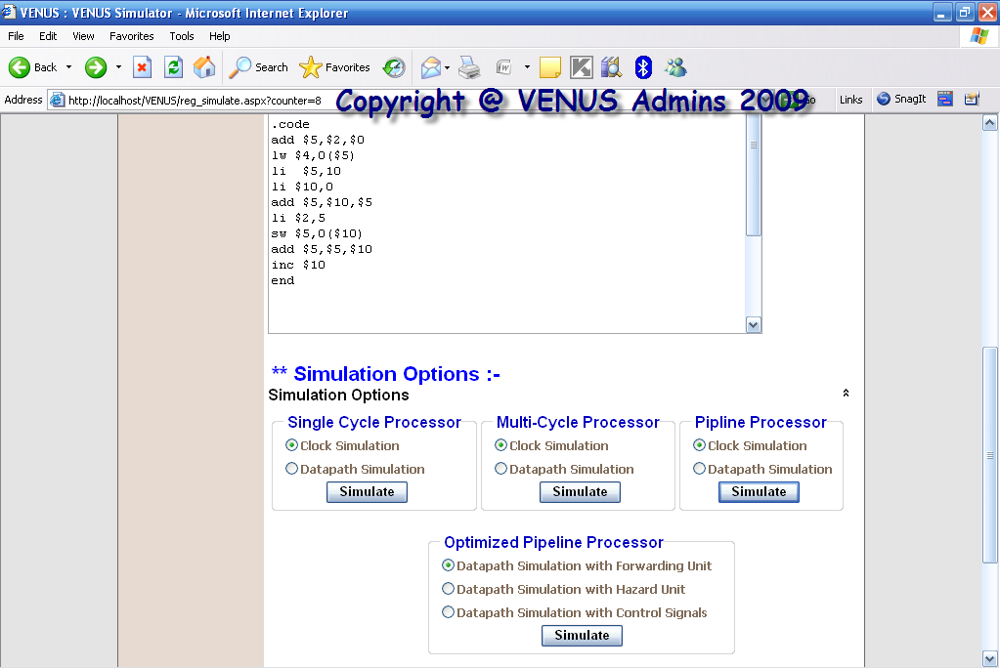 VENUS : VENUS Simulator - Microsoft Internet Explorer
File Edit View Favorites Tools Help
Back Search Favorites
Address http://localhost/VENUS/reg_simulate.aspx?counter=8 Go Links SnagIt
Copyright @ VENUS Admins 2009
.code
add $5,$2,$0
lw $4,0($5)
li  $5,10
li $10,0
add $5,$10,$5
li $2,5
sw $5,0($10)
add $5,$5,$10
inc $10
end
** Simulation Options :-
Simulation Options
Single Cycle Processor Multi-Cycle Processor Pipline Processor
Clock Simulation Clock Simulation Clock Simulation
Datapath Simulation Datapath Simulation Datapath Simulation
Simulate Simulate Simulate
Optimized Pipeline Processor
Datapath Simulation with Forwarding Unit
Datapath Simulation with Hazard Unit
Datapath Simulation with Control Signals
Simulate